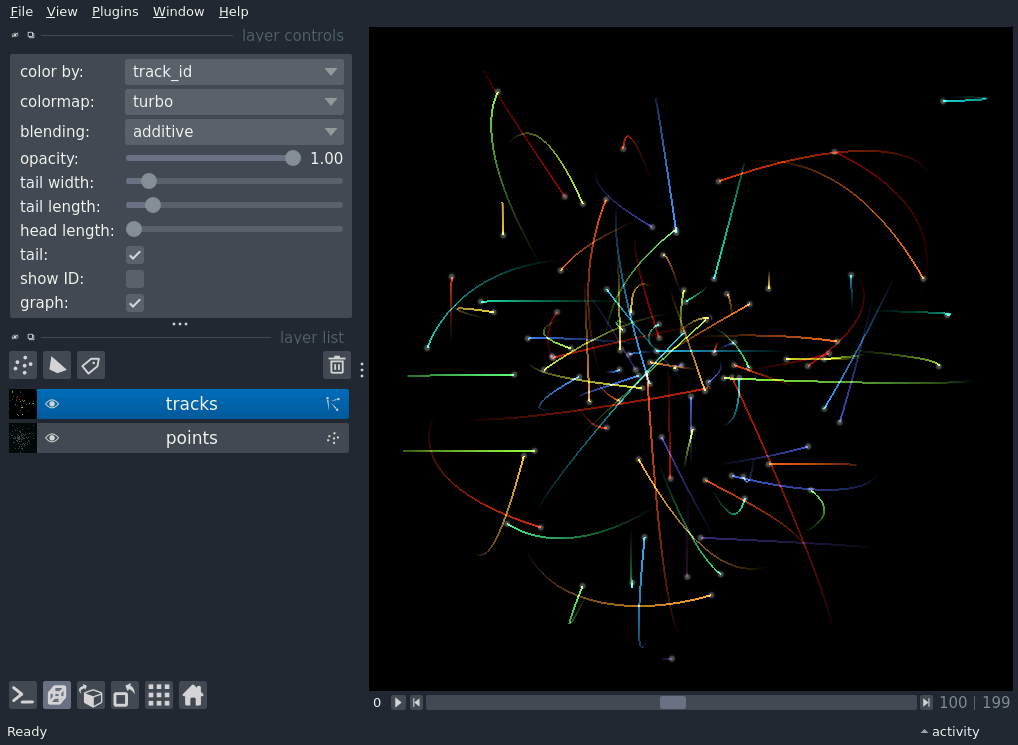 File View Plugins Window Help
layer controls
color by: track_id
colormap: turbo
blending: additive
opacity: 1.00
tail width:
tail length:
head length:
tail:
show ID:
graph:
layer list
tracks
points
0 100 | 199
Ready activity